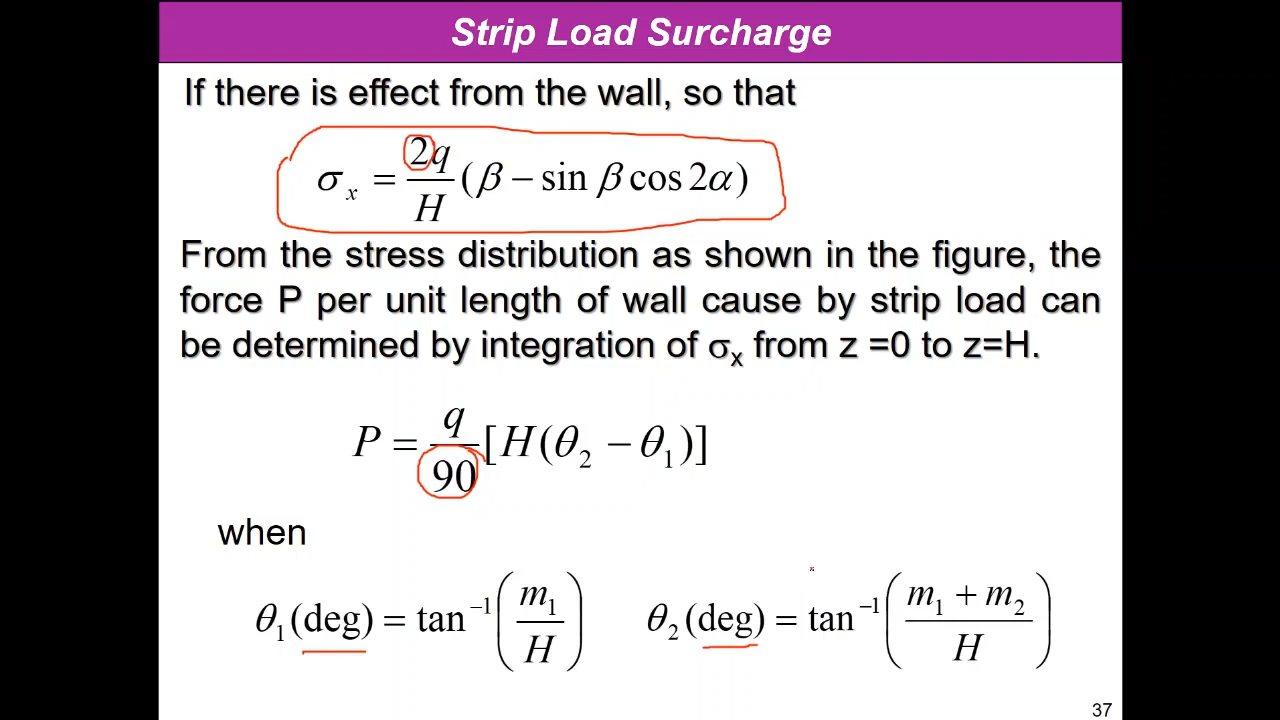 Strip Load Surcharge
If there is effect from the wall, so that
σₓ = 2q/H (β − sin β cos 2α)
From the stress distribution as shown in the figure, the
force P per unit length of wall cause by strip load can
be determined by integration of σₓ from z =0 to z=H.
P = q/90 [H(θ₂ − θ₁)]
when
θ₁(deg) = tan⁻¹(m₁/H) θ₂(deg) = tan⁻¹((m₁ + m₂)/H)
37